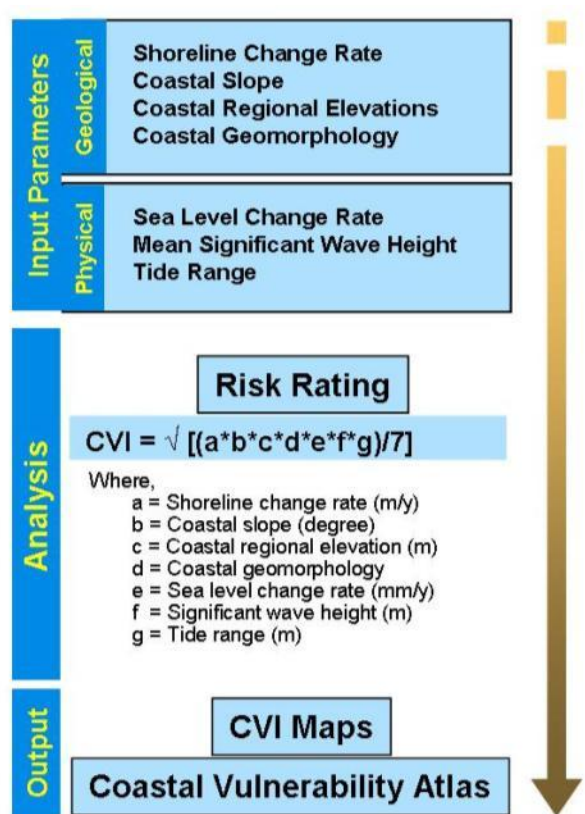 Input Parameters
Geological
Shoreline Change Rate
Coastal Slope
Coastal Regional Elevations
Coastal Geomorphology
Physical
Sea Level Change Rate
Mean Significant Wave Height
Tide Range
Analysis
Risk Rating
CVI = √ [(a*b*c*d*e*f*g)/7]
Where,
a = Shoreline change rate (m/y)
b = Coastal slope (degree)
c = Coastal regional elevation (m)
d = Coastal geomorphology
e = Sea level change rate (mm/y)
f = Significant wave height (m)
g = Tide range (m)
Output
CVI Maps
Coastal Vulnerability Atlas